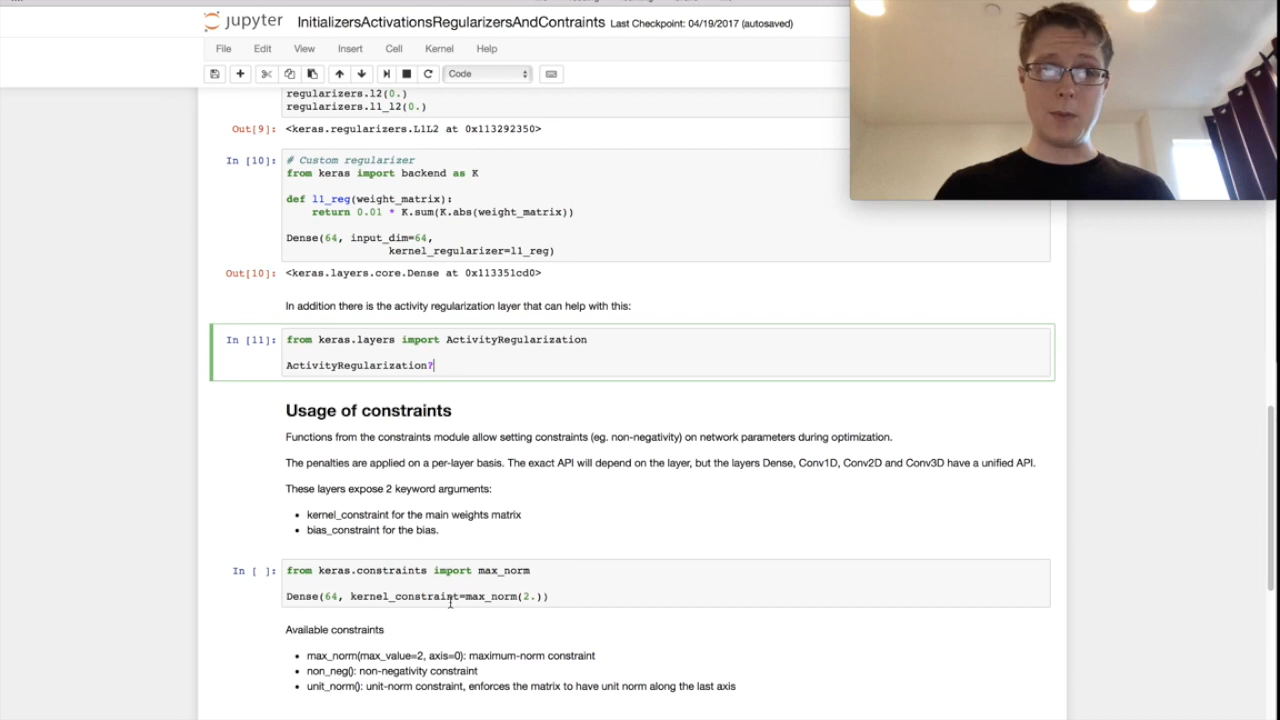 jupyter InitializersActivationsRegularizersAndContraints Last Checkpoint: 04/19/2017 (autosaved)
File Edit View Insert Cell Kernel Help
Code
regularizers.l2(0.)
regularizers.l1_l2(0.)
Out[9]: <keras.regularizers.L1L2 at 0x113292350>
In [10]: # Custom regularizer
from keras import backend as K
def l1_reg(weight_matrix):
return 0.01 * K.sum(K.abs(weight_matrix))
Dense(64, input_dim=64,
kernel_regularizer=l1_reg)
Out[10]: <keras.layers.core.Dense at 0x113351cd0>
In addition there is the activity regularization layer that can help with this:
In [11]: from keras.layers import ActivityRegularization
ActivityRegularization?
Usage of constraints
Functions from the constraints module allow setting constraints (eg. non-negativity) on network parameters during optimization.
The penalties are applied on a per-layer basis. The exact API will depend on the layer, but the layers Dense, Conv1D, Conv2D and Conv3D have a unified API.
These layers expose 2 keyword arguments:
• kernel_constraint for the main weights matrix
• bias_constraint for the bias.
In [ ]: from keras.constraints import max_norm
Dense(64, kernel_constraint=max_norm(2.))
Available constraints
• max_norm(max_value=2, axis=0): maximum-norm constraint
• non_neg(): non-negativity constraint
• unit_norm(): unit-norm constraint, enforces the matrix to have unit norm along the last axis